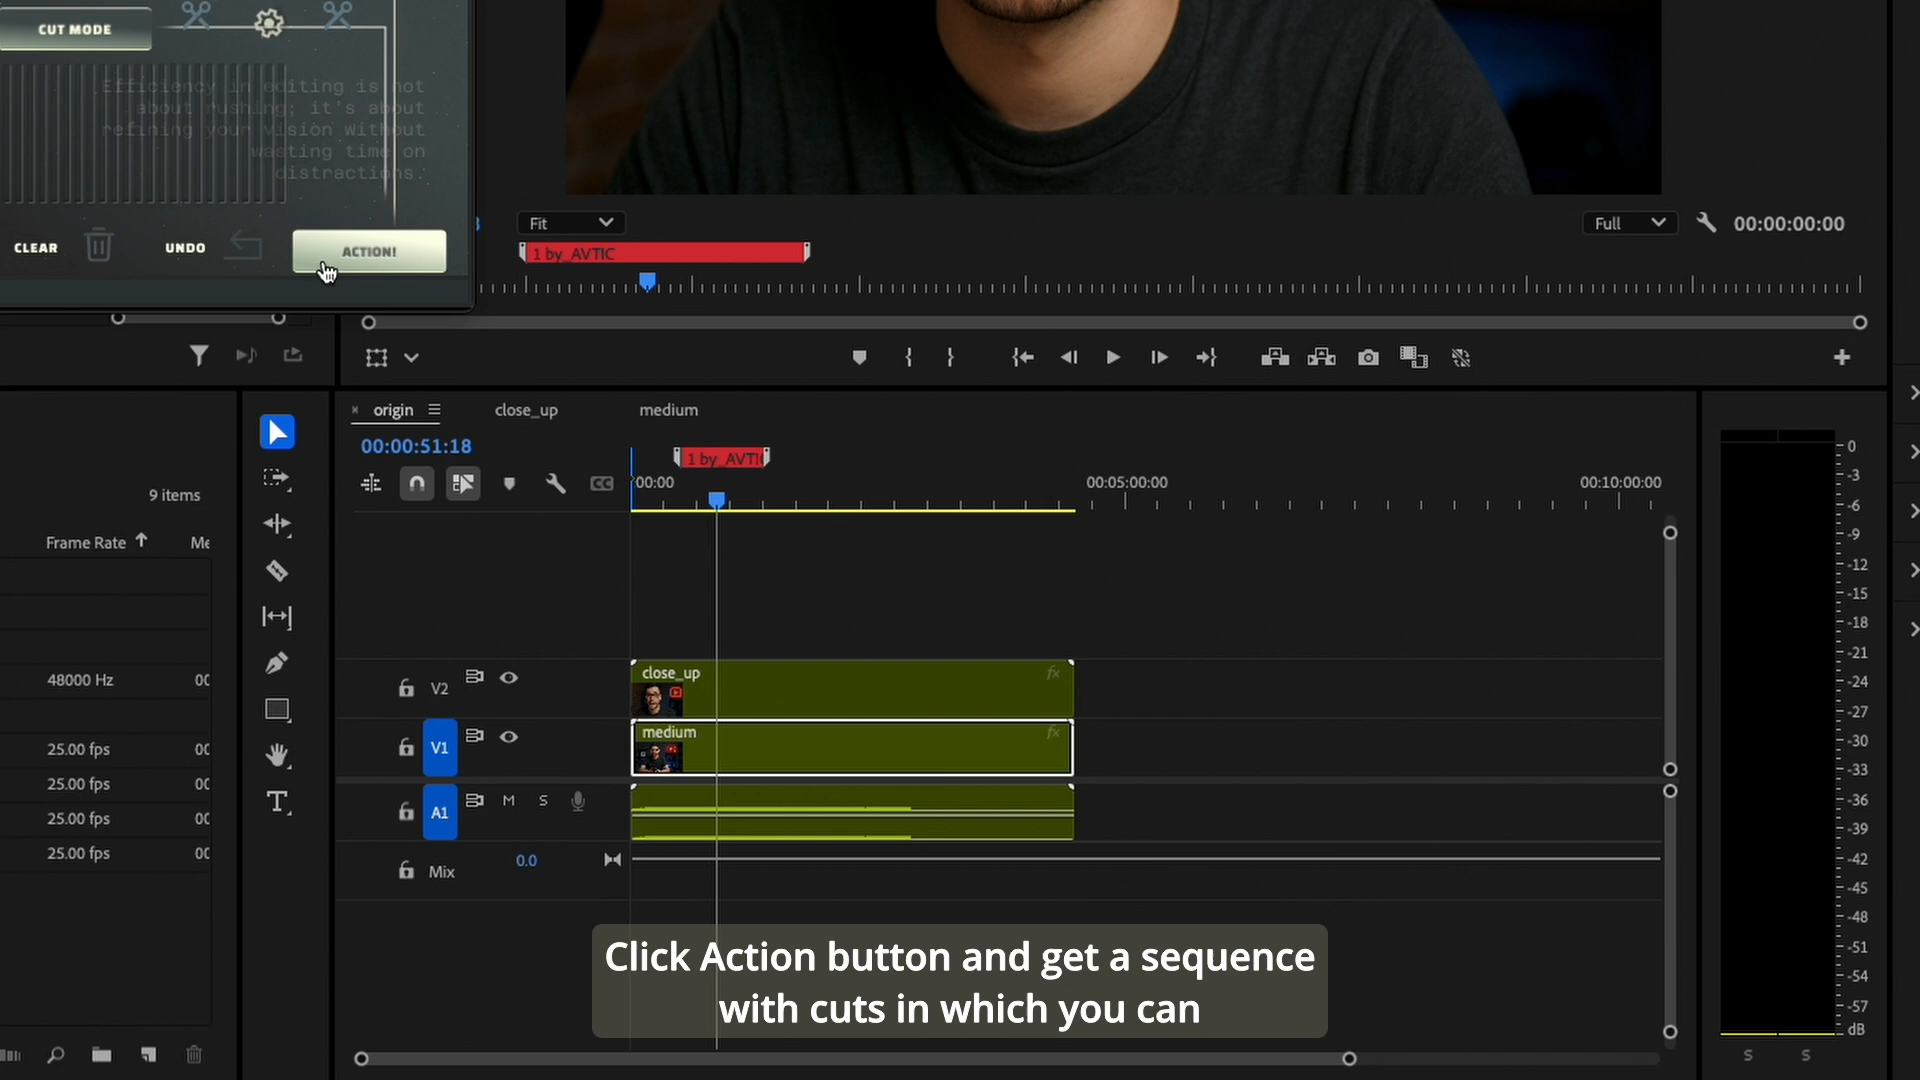 CUT MODE
Efficiency in editing is not
about rushing; it's about
refining your vision without
wasting time on
distractions.
CLEAR
UNDO
ACTION!
Fit
Full
00:00:00:00
1 by_AVTIC
origin
close_up
medium
00:00:51:18
1 by_AVTI
CC
:00:00
00:05:00:00
00:10:00:00
9 items
Frame Rate
Me
48000 Hz
00
25.00 fps
00
25.00 fps
00
25.00 fps
00
25.00 fps
00
V2
close_up
fx
V1
medium
fx
A1
M
S
Mix
0.0
0
-3
-6
-9
-12
-15
-18
-21
-24
-27
-30
-33
-36
-39
-42
-45
-48
-51
-54
-57
dB
S
S
Click Action button and get a sequence
with cuts in which you can